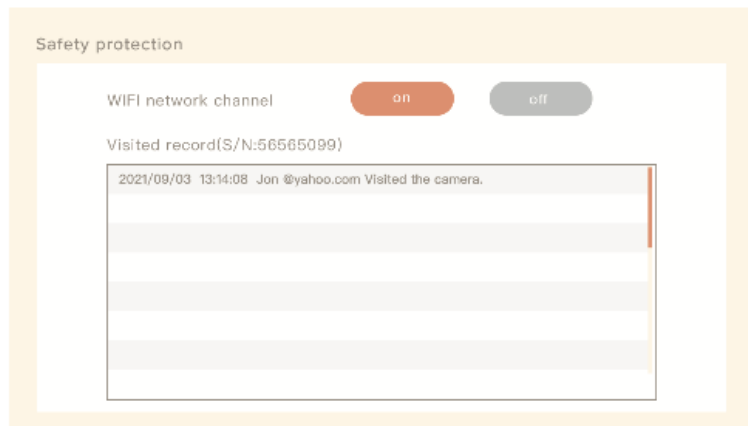 Safety protection
WIFI network channel on off
Visited record(S/N:56565099)
2021/09/03 13:14:08 Jon @yahoo.com Visited the camera.